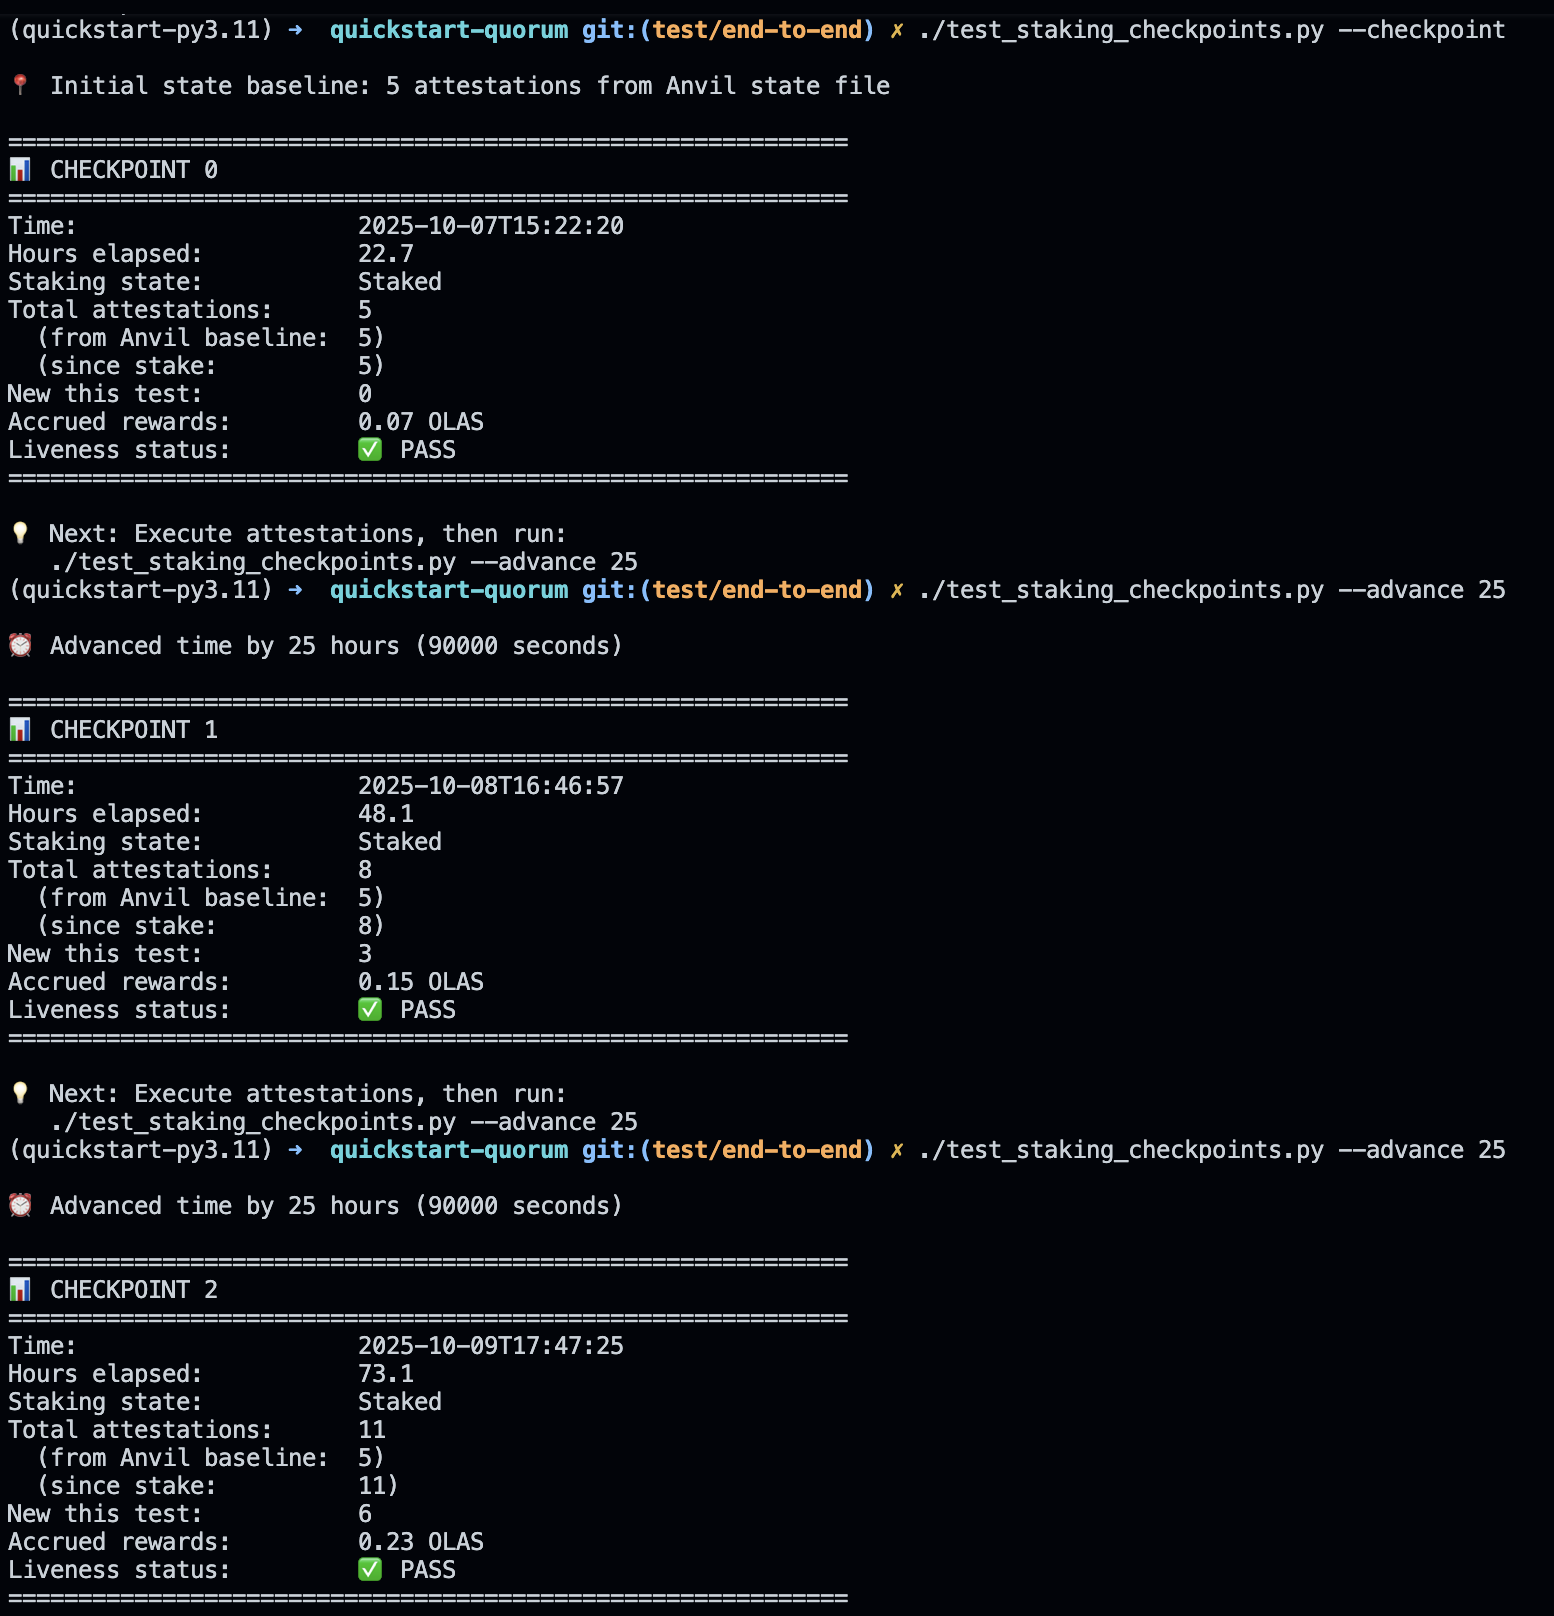 (quickstart-py3.11) ➜  quickstart-quorum git:(test/end-to-end) ✗ ./test_staking_checkpoints.py --checkpoint
📍 Initial state baseline: 5 attestations from Anvil state file
============================================================
📊 CHECKPOINT 0
============================================================
Time:                    2025-10-07T15:22:20
Hours elapsed:           22.7
Staking state:           Staked
Total attestations:      5
  (from Anvil baseline:  5)
  (since stake:          5)
New this test:           0
Accrued rewards:         0.07 OLAS
Liveness status:         ✅ PASS
============================================================
💡 Next: Execute attestations, then run:
   ./test_staking_checkpoints.py --advance 25
(quickstart-py3.11) ➜  quickstart-quorum git:(test/end-to-end) ✗ ./test_staking_checkpoints.py --advance 25
⏰ Advanced time by 25 hours (90000 seconds)
============================================================
📊 CHECKPOINT 1
============================================================
Time:                    2025-10-08T16:46:57
Hours elapsed:           48.1
Staking state:           Staked
Total attestations:      8
  (from Anvil baseline:  5)
  (since stake:          8)
New this test:           3
Accrued rewards:         0.15 OLAS
Liveness status:         ✅ PASS
============================================================
💡 Next: Execute attestations, then run:
   ./test_staking_checkpoints.py --advance 25
(quickstart-py3.11) ➜  quickstart-quorum git:(test/end-to-end) ✗ ./test_staking_checkpoints.py --advance 25
⏰ Advanced time by 25 hours (90000 seconds)
============================================================
📊 CHECKPOINT 2
============================================================
Time:                    2025-10-09T17:47:25
Hours elapsed:           73.1
Staking state:           Staked
Total attestations:      11
  (from Anvil baseline:  5)
  (since stake:          11)
New this test:           6
Accrued rewards:         0.23 OLAS
Liveness status:         ✅ PASS
============================================================